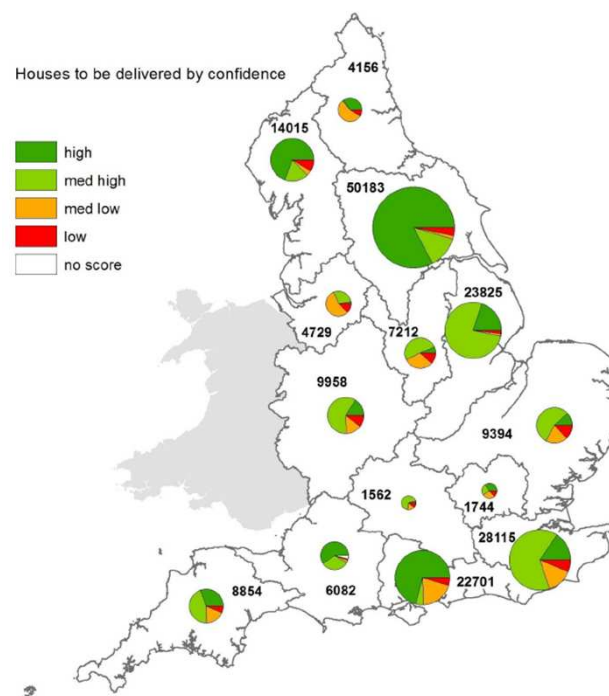 Houses to be delivered by confidence
high
med high
med low
low
no score
4156
14015
50183
23825
4729
7212
9958
9394
1562
1744
28115
22701
6082
8854